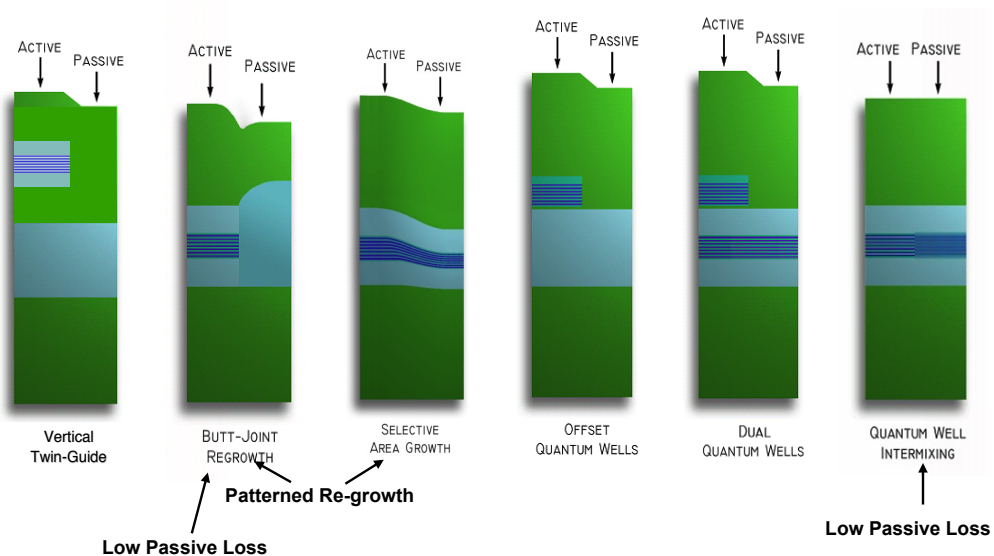 ACTIVE
PASSIVE
ACTIVE
PASSIVE
ACTIVE
PASSIVE
ACTIVE
PASSIVE
ACTIVE
PASSIVE
ACTIVE
PASSIVE
Vertical
Twin-Guide
BUTT-JOINT
REGROWTH
SELECTIVE
AREA GROWTH
OFFSET
QUANTUM WELLS
DUAL
QUANTUM WELLS
QUANTUM WELL
INTERMIXING
Patterned Re-growth
Low Passive Loss
Low Passive Loss